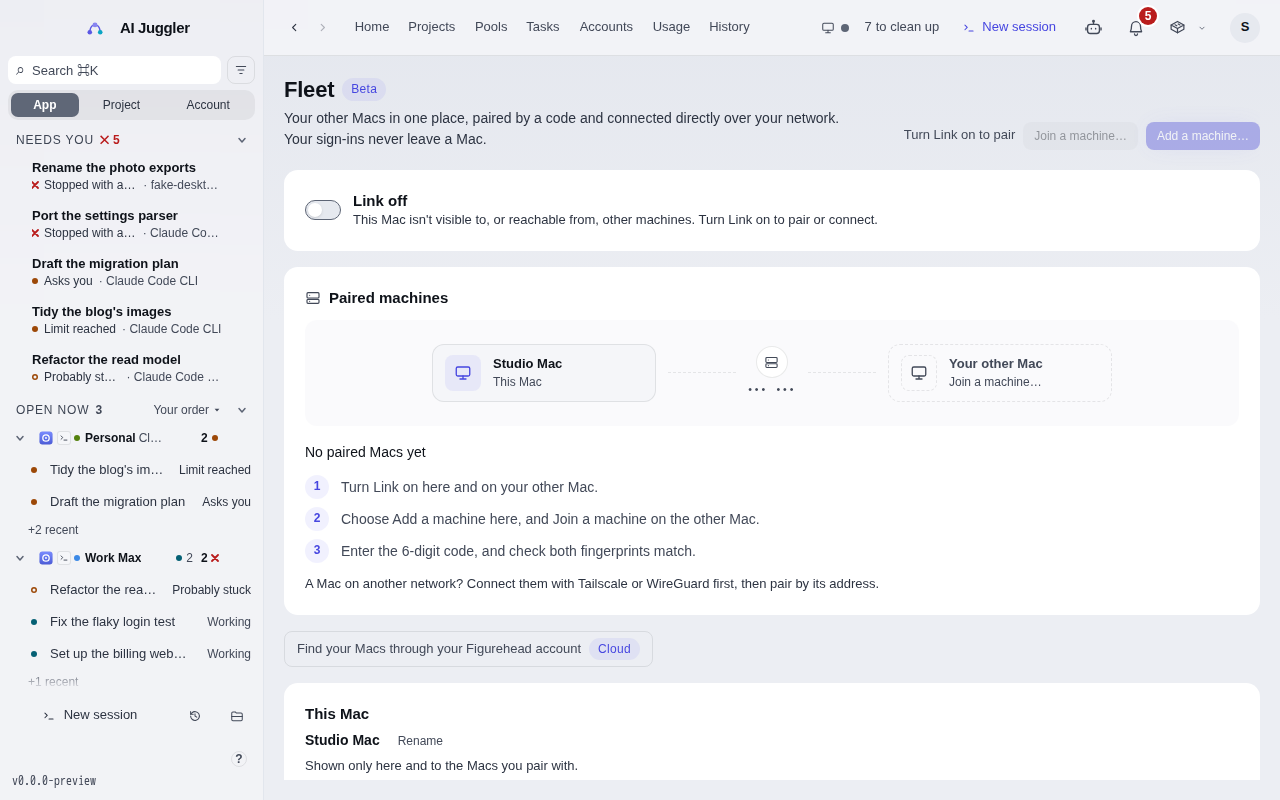 AI Juggler
Search ⌘K
App Project Account
NEEDS YOU 5
Rename the photo exports
Stopped with a… · fake-deskt…
Port the settings parser
Stopped with a… · Claude Co…
Draft the migration plan
Asks you · Claude Code CLI
Tidy the blog's images
Limit reached · Claude Code CLI
Refactor the read model
Probably st… · Claude Code …
OPEN NOW 3 Your order
Personal Cl… 2
Tidy the blog's im… Limit reached
Draft the migration plan Asks you
+2 recent
Work Max 2 2
Refactor the rea… Probably stuck
Fix the flaky login test Working
Set up the billing web… Working
+1 recent
New session
?
v0.0.0-preview
Home Projects Pools Tasks Accounts Usage History
7 to clean up
New session
5
S
Fleet Beta
Your other Macs in one place, paired by a code and connected directly over your network.
Your sign-ins never leave a Mac.
Turn Link on to pair Join a machine… Add a machine…
Link off
This Mac isn't visible to, or reachable from, other machines. Turn Link on to pair or connect.
Paired machines
Studio Mac
This Mac
••• •••
Your other Mac
Join a machine…
No paired Macs yet
1 Turn Link on here and on your other Mac.
2 Choose Add a machine here, and Join a machine on the other Mac.
3 Enter the 6-digit code, and check both fingerprints match.
A Mac on another network? Connect them with Tailscale or WireGuard first, then pair by its address.
Find your Macs through your Figurehead account Cloud
This Mac
Studio Mac Rename
Shown only here and to the Macs you pair with.